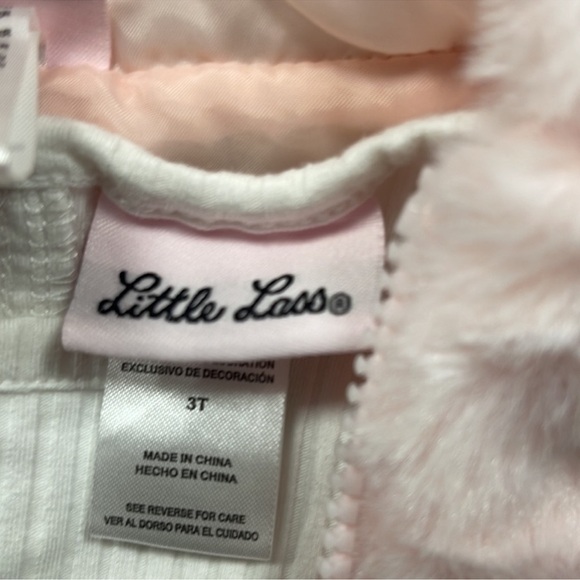 Little Lass®
EXCLUSIVO DE DECORACIÓN
3T
MADE IN CHINA
HECHO EN CHINA
SEE REVERSE FOR CARE
VER AL DORSO PARA EL CUIDADO